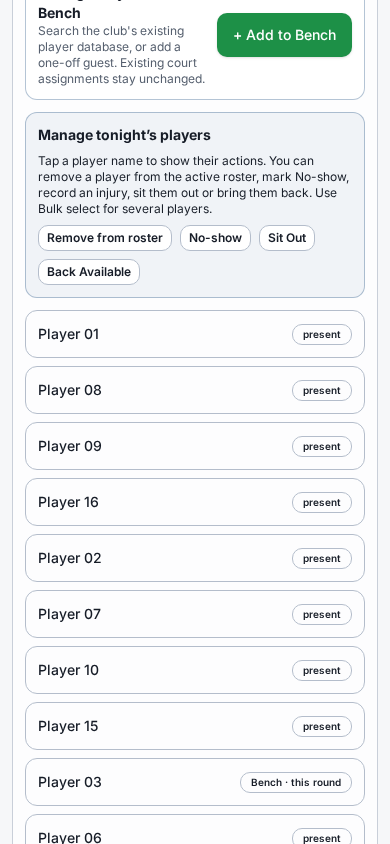 Bench
Search the club's existing
player database, or add a
one-off guest. Existing court
assignments stay unchanged.
+ Add to Bench
Manage tonight’s players
Tap a player name to show their actions. You can
remove a player from the active roster, mark No-show,
record an injury, sit them out or bring them back. Use
Bulk select for several players.
Remove from roster
No-show
Sit Out
Back Available
Player 01
present
Player 08
present
Player 09
present
Player 16
present
Player 02
present
Player 07
present
Player 10
present
Player 15
present
Player 03
Bench · this round
Player 06
present